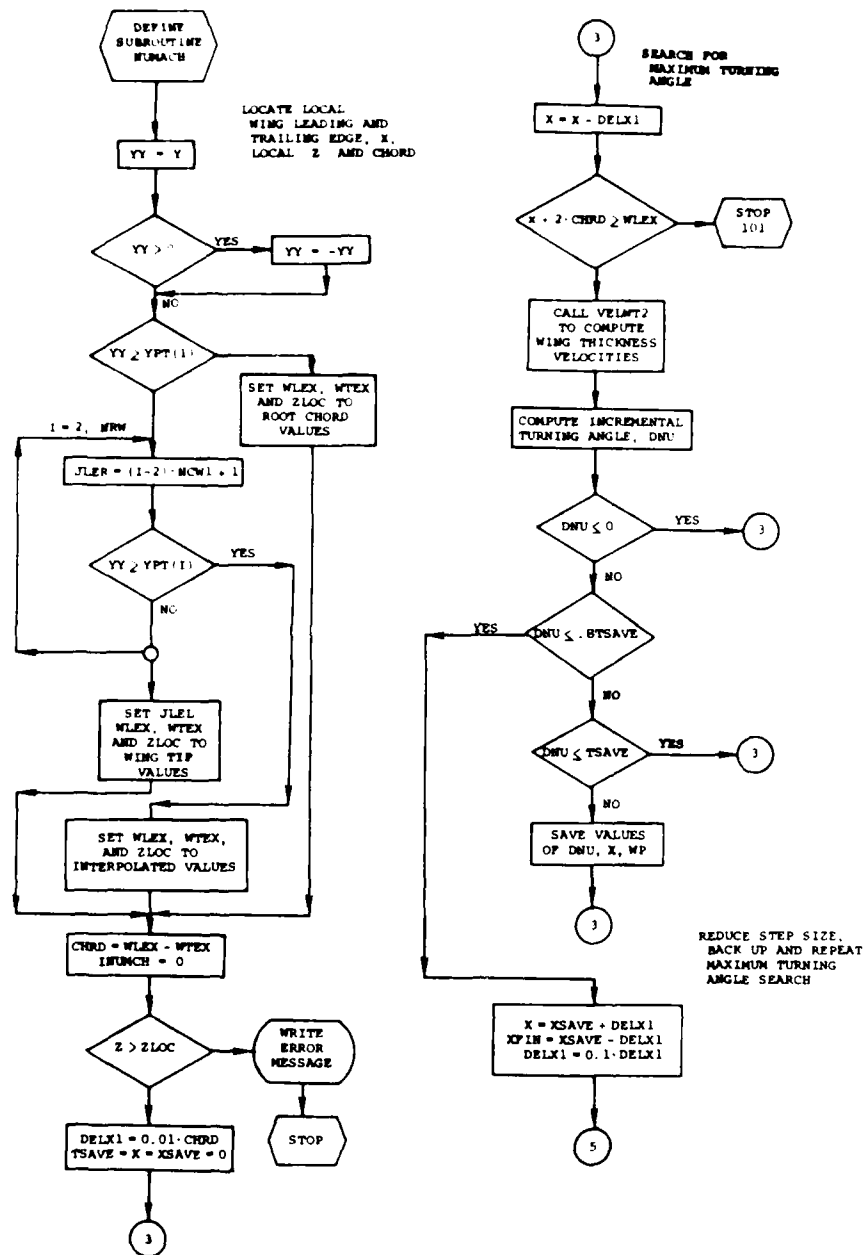 DEFINE
SUBROUTINE
NUMACH
LOCATE LOCAL
WING LEADING AND
TRAILING EDGE, X,
LOCAL Z AND CHORD
YY = Y
YY >
YES
YY = -YY
NO
YY ≥ YPT(1)
SET WLEX, WTEX
AND ZLOC TO
ROOT CHORD
VALUES
I = 2, NRW
JLER = (I-2)·NCW1 + 1
YY ≥ YPT(I)
YES
NO
SET JLEL
WLEX, WTEX
AND ZLOC TO
WING TIP
VALUES
SET WLEX, WTEX,
AND ZLOC TO
INTERPOLATED VALUES
CHRD = WLEX - WTEX
INUMCH = 0
Z > ZLOC
WRITE
ERROR
MESSAGE
STOP
DELX1 = 0.01·CHRD
TSAVE = X = XSAVE = 0
3
3
SEARCH FOR
MAXIMUM TURNING
ANGLE
X = X - DELX1
X + 2·CHRD ≥ WLEX
STOP
101
CALL VELWT2
TO COMPUTE
WING THICKNESS
VELOCITIES
COMPUTE INCREMENTAL
TURNING ANGLE, DNU
DNU ≤ 0
YES
3
NO
DNU ≤ .8TSAVE
YES
NO
DNU ≤ TSAVE
YES
3
NO
SAVE VALUES
OF DNU, X, WP
3
REDUCE STEP SIZE,
BACK UP AND REPEAT
MAXIMUM TURNING
ANGLE SEARCH
X = XSAVE + DELX1
XFIN = XSAVE - DELX1
DELX1 = 0.1·DELX1
5